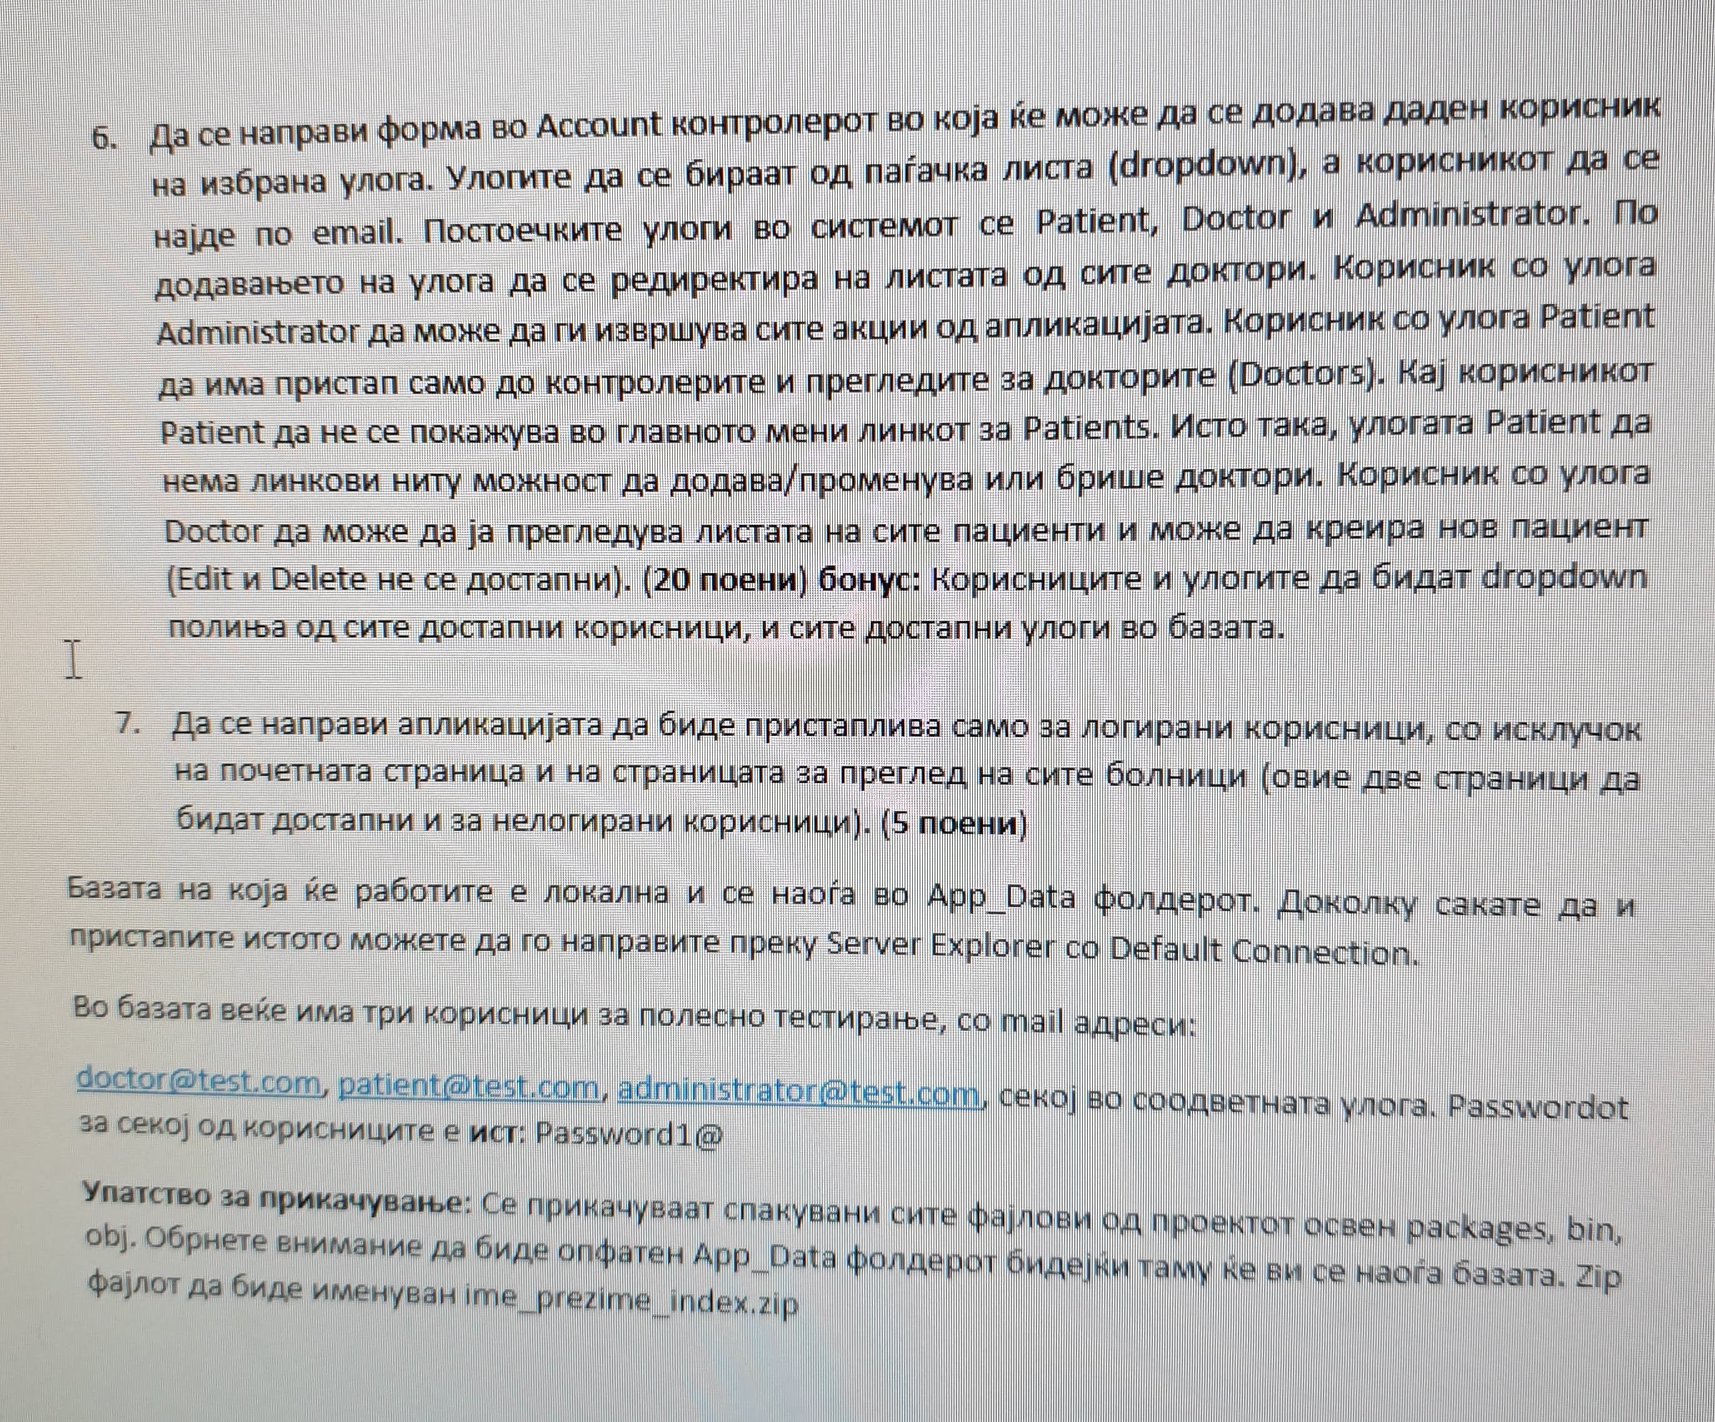 6. Да се направи форма во Account контролерот во која ќе може да се додава даден корисник
на избрана улога. Улогите да се бираат од паѓачка листа (dropdown), а корисникот да се
најде по email. Постоечките улоги во системот се Patient, Doctor и Administrator. По
додавањето на улога да се редиректира на листата од сите доктори. Корисник со улога
Administrator да може да ги извршува сите акции од апликацијата. Корисник со улога Patient
да има пристап само до контролерите и прегледите за докторите (Doctors). Кај корисникот
Patient да не се покажува во главното мени линкот за Patients. Исто така, улогата Patient да
нема линкови ниту можност да додава/променува или брише доктори. Корисник со улога
Doctor да може да ја прегледува листата на сите пациенти и може да креира нов пациент
(Edit и Delete не се достапни). (20 поени) бонус: Корисниците и улогите да бидат dropdown
полиња од сите достапни корисници, и сите достапни улоги во базата.
7. Да се направи апликацијата да биде пристаплива само за логирани корисници, со исклучок
на почетната страница и на страницата за преглед на сите болници (овие две страници да
бидат достапни и за нелогирани корисници). (5 поени)
Базата на која ќе работите е локална и се наоѓа во App_Data фолдерот. Доколку сакате да и
пристапите истото можете да го направите преку Server Explorer со Default Connection.
Во базата веќе има три корисници за полесно тестирање, со mail адреси:
doctor@test.com, patient@test.com, administrator@test.com, секој во соодветната улога. Passwordot
за секој од корисниците е ист: Password1@
Упатство за прикачување: Се прикачуваат спакувани сите фајлови од проектот освен packages, bin,
obj. Обрнете внимание да биде опфатен App_Data фолдерот бидејќи таму ќе ви се наоѓа базата. Zip
фајлот да биде именуван ime_prezime_index.zip